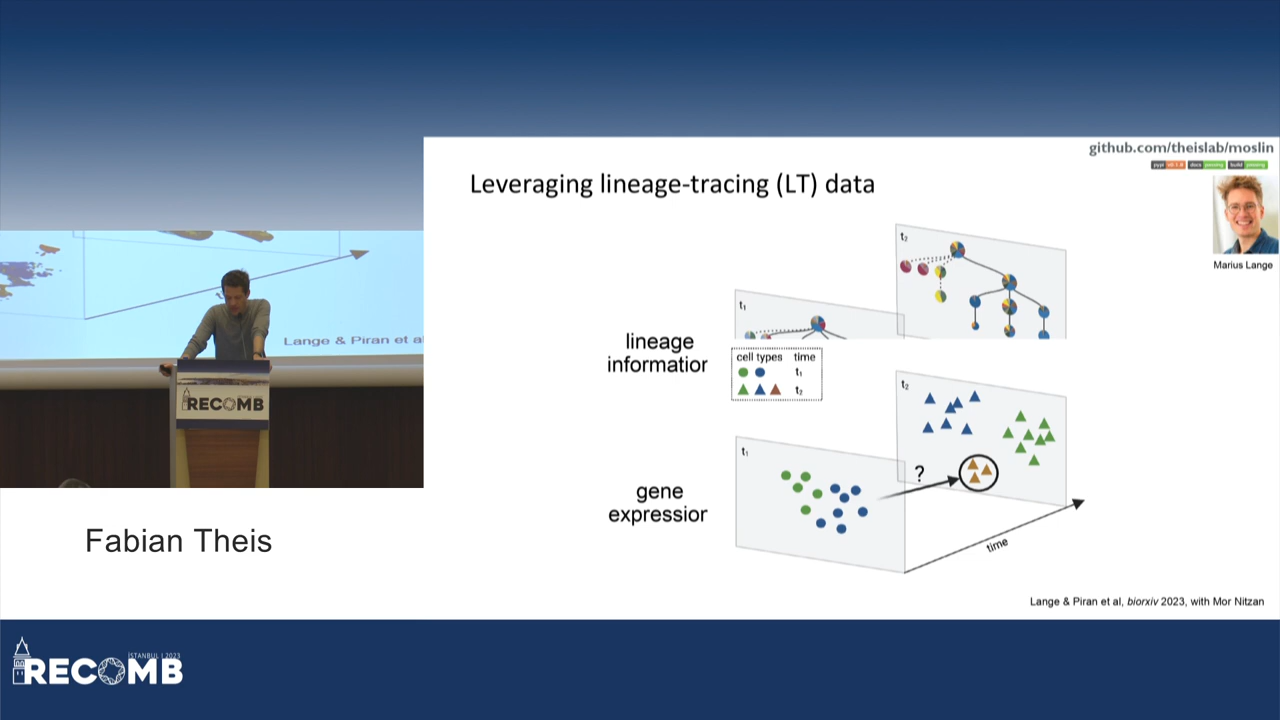 github.com/theislab/moslin
Leveraging lineage-tracing (LT) data
Marius Lange
t₂
t₁
lineage
informatior
cell types time
t₁
t₂
t₂
t₁
?
gene
expressior
time
Lange & Piran et al, biorxiv 2023, with Mor Nitzan
Lange & Piran et a
RECOMB
Fabian Theis
İSTANBUL | 2023
RECOMB